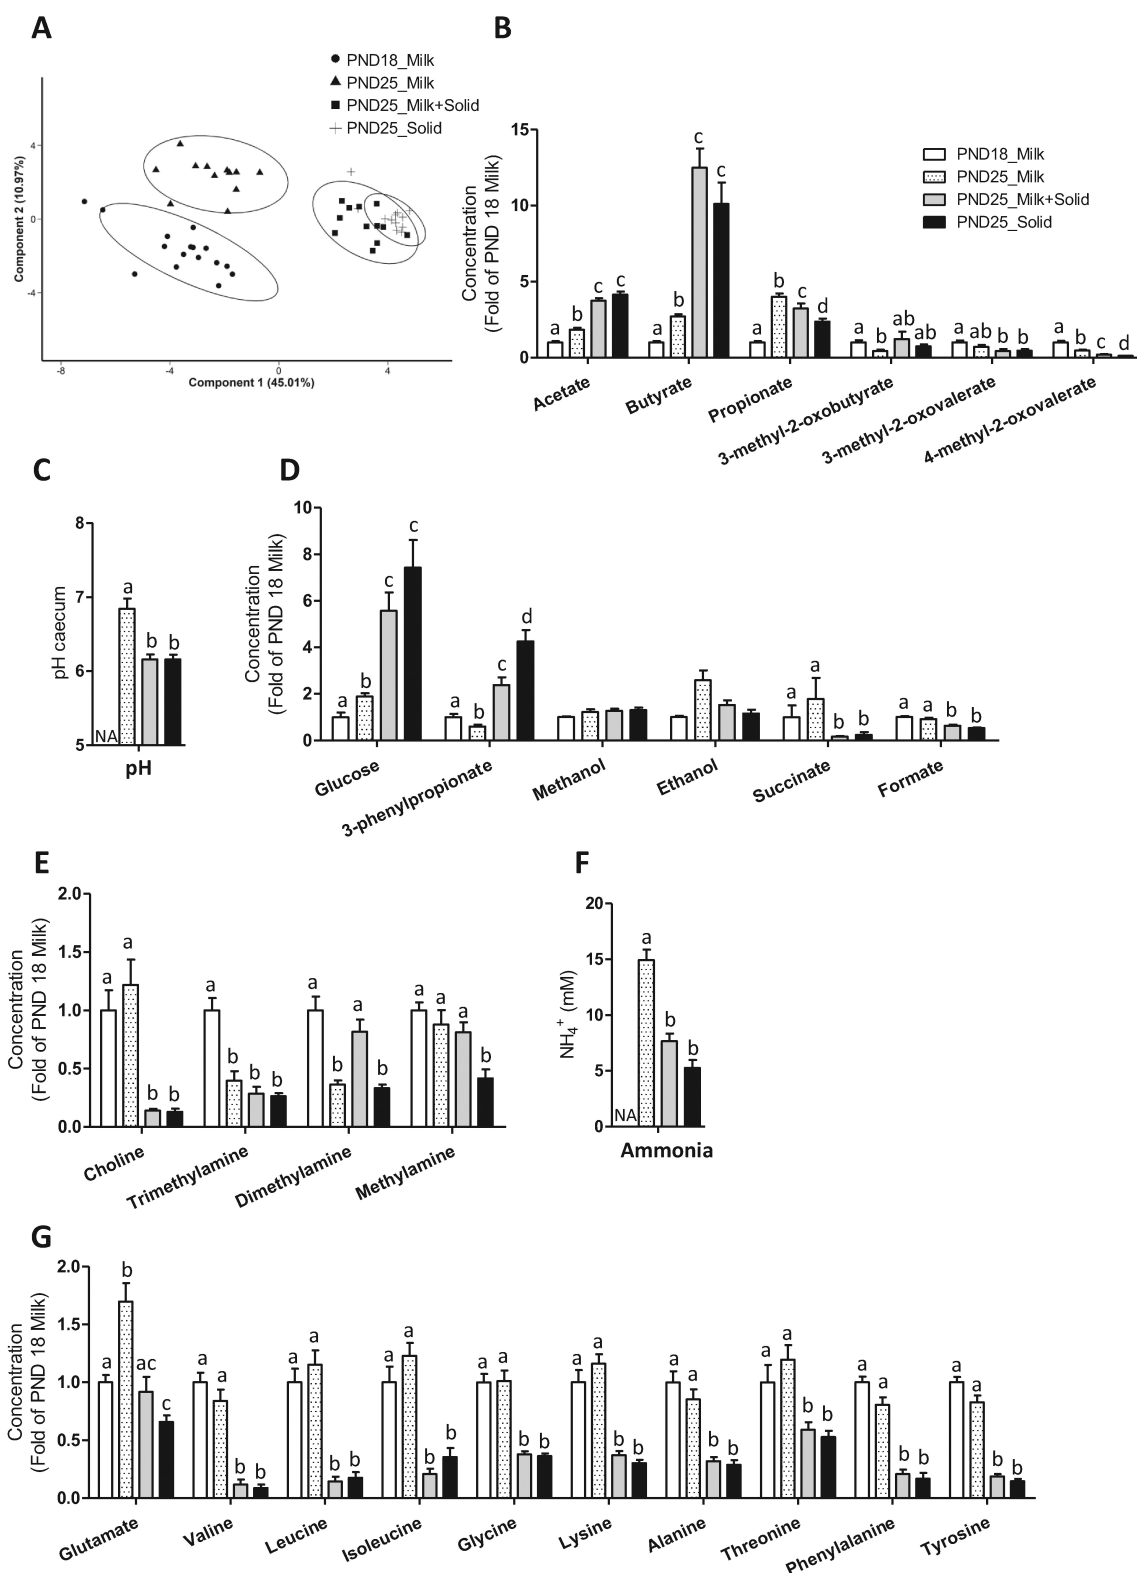 A
PND18_Milk
PND25_Milk
PND25_Milk+Solid
PND25_Solid
Component 2 (10.97%)
4
0
-4
-8
-4
0
4
Component 1 (45.01%)
B
Concentration
(Fold of PND 18 Milk)
15
10
5
0
PND18_Milk
PND25_Milk
PND25_Milk+Solid
PND25_Solid
a b c c
a b c c
a b c d
a b ab ab
a ab b b
a b c d
Acetate
Butyrate
Propionate
3-methyl-2-oxobutyrate
3-methyl-2-oxovalerate
4-methyl-2-oxovalerate
C
pH caecum
8
7
6
5
NA
a b b
pH
D
Concentration
(Fold of PND 18 Milk)
10
8
6
4
2
0
a b c c
a b c d
a a b b
a a b b
Glucose
3-phenylpropionate
Methanol
Ethanol
Succinate
Formate
E
Concentration
(Fold of PND 18 Milk)
2.0
1.5
1.0
0.5
0.0
a a b b
a b b b
a b a b
a a a b
Choline
Trimethylamine
Dimethylamine
Methylamine
F
NH4+ (mM)
20
15
10
5
0
NA
a b b
Ammonia
G
Concentration
(Fold of PND 18 Milk)
2.0
1.5
1.0
0.5
0.0
a b ac c
a a b b
a a b b
a a b b
a a b b
a a b b
a a b b
a a b b
a a b b
a a b b
Glutamate
Valine
Leucine
Isoleucine
Glycine
Lysine
Alanine
Threonine
Phenylalanine
Tyrosine